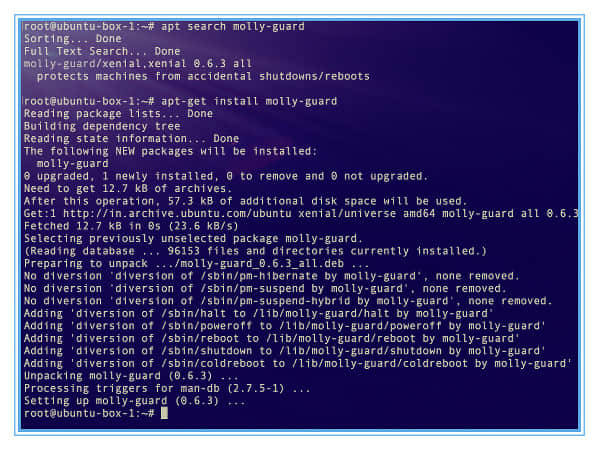 root@ubuntu-box-1:~# apt search molly-guard
Sorting... Done
Full Text Search... Done
molly-guard/xenial,xenial 0.6.3 all
  protects machines from accidental shutdowns/reboots

root@ubuntu-box-1:~# apt-get install molly-guard
Reading package lists... Done
Building dependency tree
Reading state information... Done
The following NEW packages will be installed:
  molly-guard
0 upgraded, 1 newly installed, 0 to remove and 0 not upgraded.
Need to get 12.7 kB of archives.
After this operation, 57.3 kB of additional disk space will be used.
Get:1 http://in.archive.ubuntu.com/ubuntu xenial/universe amd64 molly-guard all 0.6.3
Fetched 12.7 kB in 0s (23.6 kB/s)
Selecting previously unselected package molly-guard.
(Reading database ... 96153 files and directories currently installed.)
Preparing to unpack .../molly-guard_0.6.3_all.deb ...
No diversion 'diversion of /sbin/pm-hibernate by molly-guard', none removed.
No diversion 'diversion of /sbin/pm-suspend by molly-guard', none removed.
No diversion 'diversion of /sbin/pm-suspend-hybrid by molly-guard', none removed.
Adding 'diversion of /sbin/halt to /lib/molly-guard/halt by molly-guard'
Adding 'diversion of /sbin/poweroff to /lib/molly-guard/poweroff by molly-guard'
Adding 'diversion of /sbin/reboot to /lib/molly-guard/reboot by molly-guard'
Adding 'diversion of /sbin/shutdown to /lib/molly-guard/shutdown by molly-guard'
Adding 'diversion of /sbin/coldreboot to /lib/molly-guard/coldreboot by molly-guard'
Unpacking molly-guard (0.6.3) ...
Processing triggers for man-db (2.7.5-1) ...
Setting up molly-guard (0.6.3) ...
root@ubuntu-box-1:~#